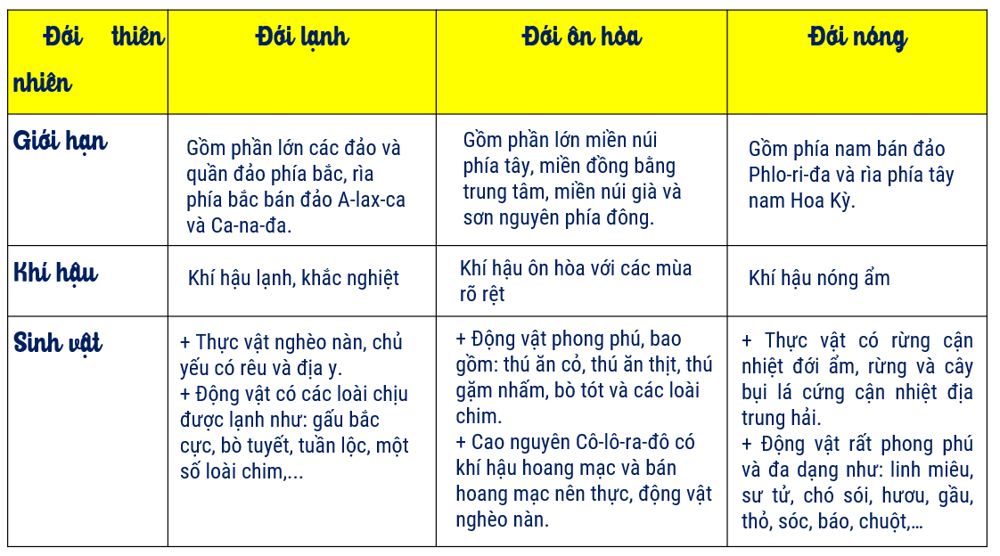 Đới thiên
nhiên
Đới lạnh
Đới ôn hòa
Đới nóng
Giới hạn
Gồm phần lớn các đảo và
quần đảo phía bắc, rìa
phía bắc bán đảo A-lax-ca
và Ca-na-đa.
Gồm phần lớn miền núi
phía tây, miền đồng bằng
trung tâm, miền núi già và
sơn nguyên phía đông.
Gồm phía nam bán đảo
Phlo-ri-đa và rìa phía tây
nam Hoa Kỳ.
Khí hậu
Khí hậu lạnh, khắc nghiệt
Khí hậu ôn hòa với các mùa
rõ rệt
Khí hậu nóng ẩm
Sinh vật
+ Thực vật nghèo nàn, chủ
yếu có rêu và địa y.
+ Động vật có các loài chịu
được lạnh như: gấu bắc
cực, bò tuyết, tuần lộc, một
số loài chim,...
+ Động vật phong phú, bao
gồm: thú ăn cỏ, thú ăn thịt, thú
gặm nhấm, bò tót và các loài
chim.
+ Cao nguyên Cô-lô-ra-đô có
khí hậu hoang mạc và bán
hoang mạc nên thực, động vật
nghèo nàn.
+ Thực vật có rừng cận
nhiệt đới ẩm, rừng và cây
bụi lá cứng cận nhiệt địa
trung hải.
+ Động vật rất phong phú
và đa dạng như: linh miêu,
sư tử, chó sói, hươu, gầu,
thỏ, sóc, báo, chuột,…